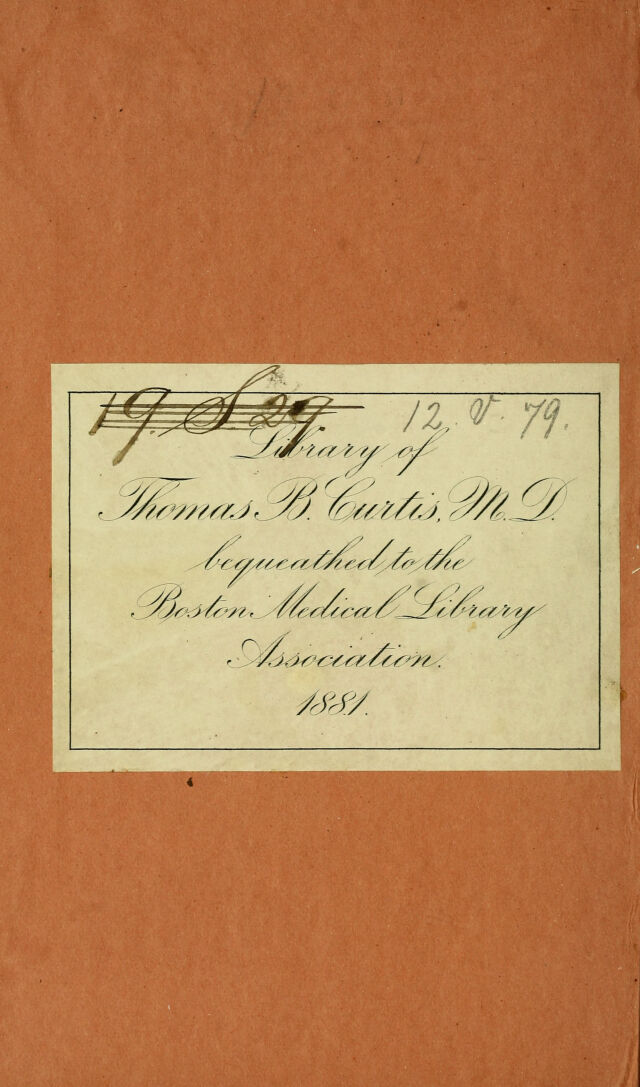 19. S 29. 12. V. 79.
Library of
Thomas B. Curtis, M.D.
bequeathed to the
Boston Medical Library
Association.
1881.